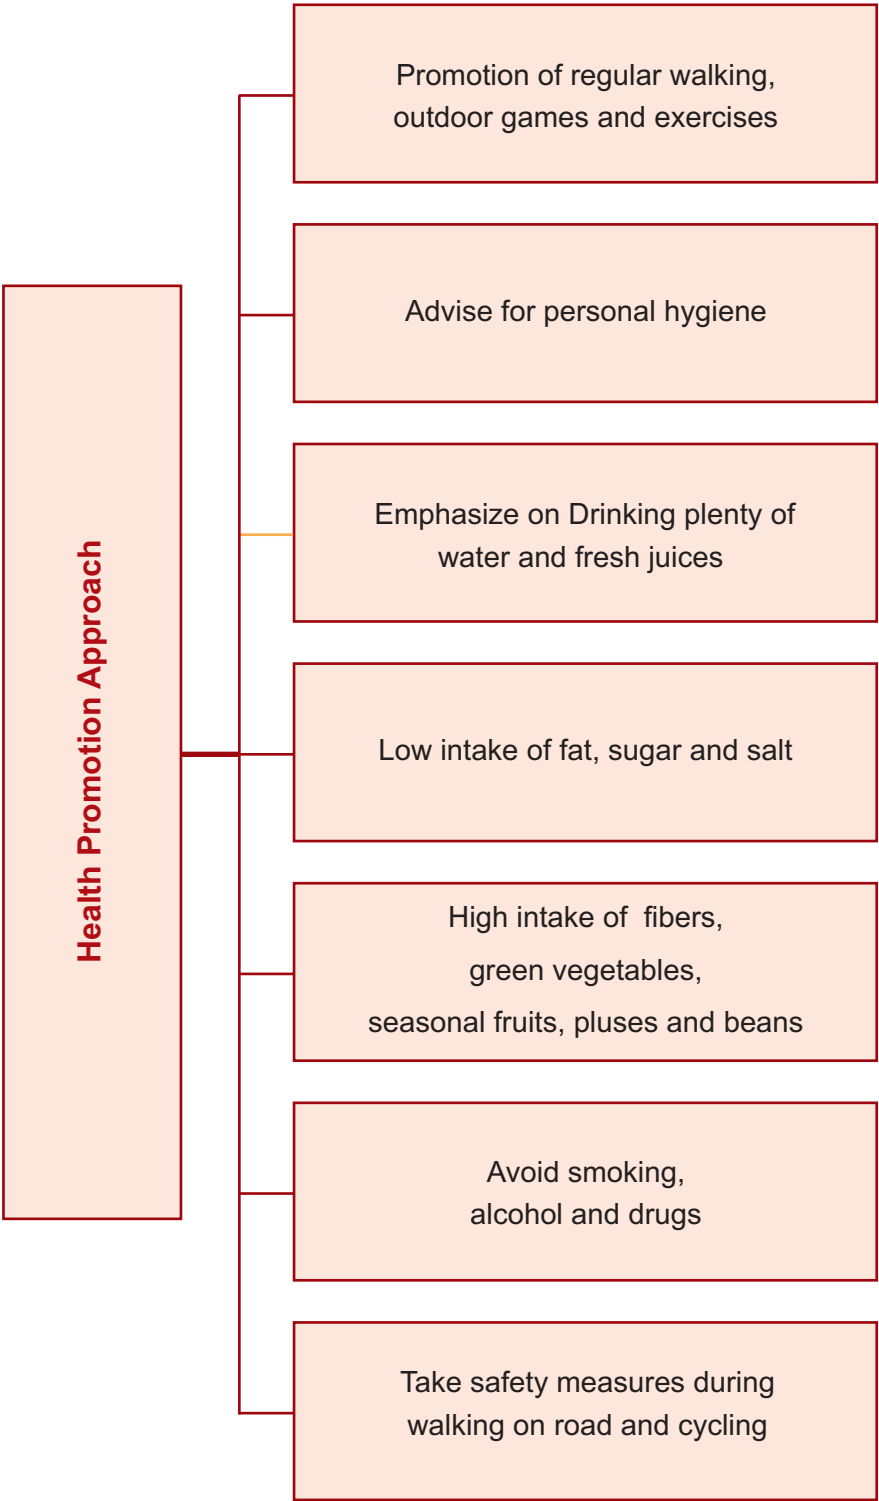 Health Promotion Approach
Promotion of regular walking,
outdoor games and exercises
Advise for personal hygiene
Emphasize on Drinking plenty of
water and fresh juices
Low intake of fat, sugar and salt
High intake of  fibers,
green vegetables,
seasonal fruits, pluses and beans
Avoid smoking,
alcohol and drugs
Take safety measures during
walking on road and cycling